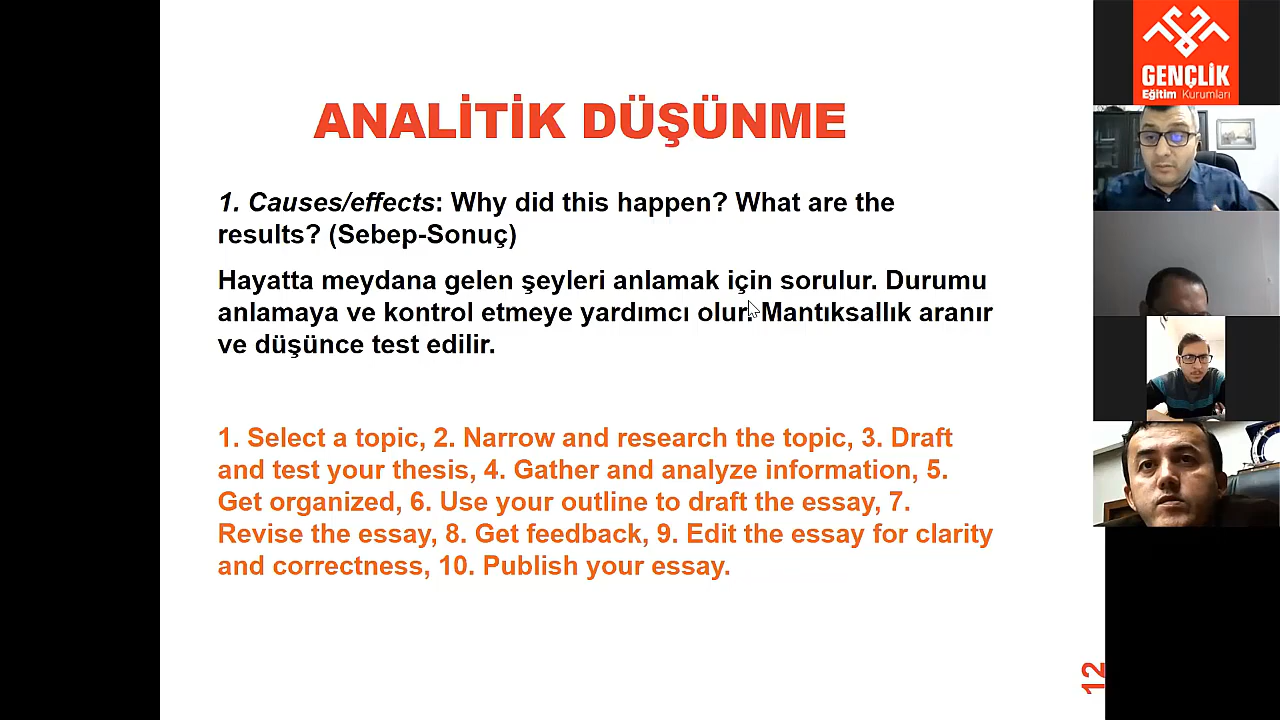 ANALİTİK DÜŞÜNME
1. Causes/effects: Why did this happen? What are the
results? (Sebep-Sonuç)
Hayatta meydana gelen şeyleri anlamak için sorulur. Durumu
anlamaya ve kontrol etmeye yardımcı olur. Mantıksallık aranır
ve düşünce test edilir.
1. Select a topic, 2. Narrow and research the topic, 3. Draft
and test your thesis, 4. Gather and analyze information, 5.
Get organized, 6. Use your outline to draft the essay, 7.
Revise the essay, 8. Get feedback, 9. Edit the essay for clarity
and correctness, 10. Publish your essay.
12
GENÇLİK
Eğitim Kurumları